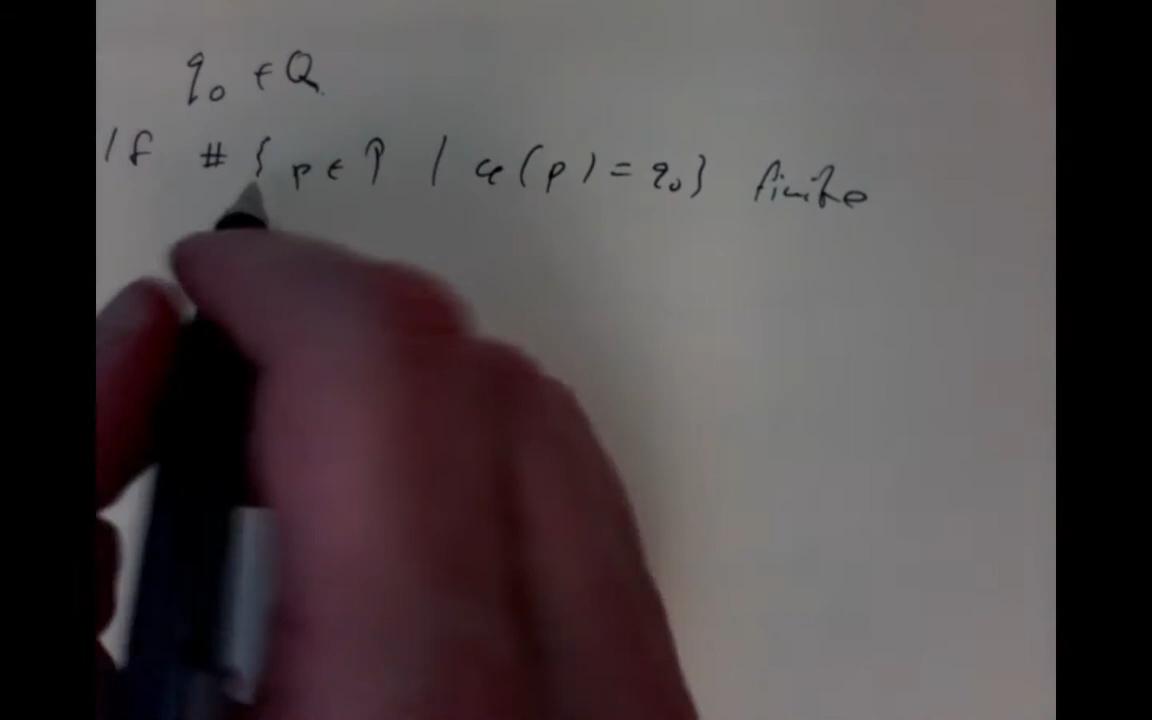 q₀ ∈ Q
If # { p ∈ P | φ(p) = q₀} finite